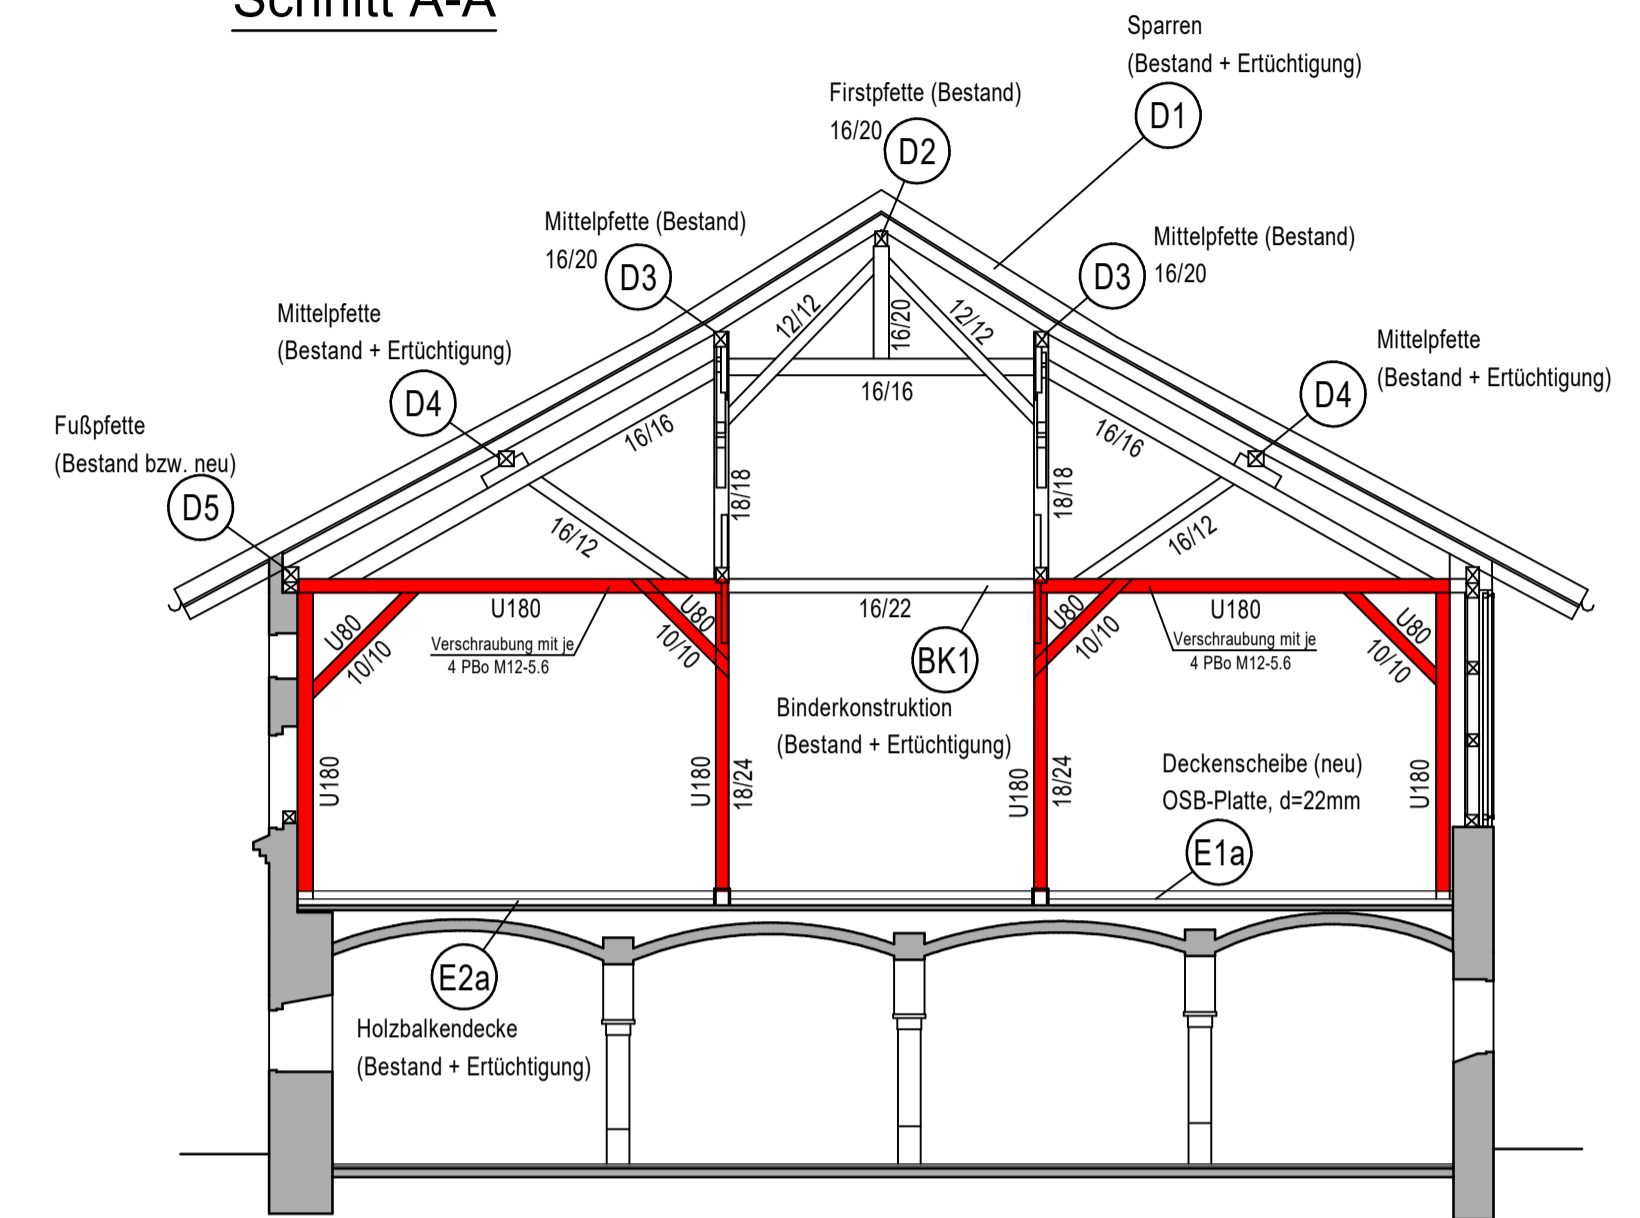 Schnitt A-A
Sparren
(Bestand + Ertüchtigung)
D1
Firstpfette (Bestand)
16/20
D2
Mittelpfette (Bestand)
16/20
D3
Mittelpfette (Bestand)
16/20
D3
Mittelpfette
(Bestand + Ertüchtigung)
D4
Mittelpfette
(Bestand + Ertüchtigung)
D4
Fußpfette
(Bestand bzw. neu)
D5
12/12
16/20
12/12
16/16
16/16
16/16
18/18
18/18
16/12
16/12
U180
U80
10/10
Verschraubung mit je
4 PBo M12-5.6
U80
10/10
16/22
BK1
Binderkonstruktion
(Bestand + Ertüchtigung)
U80
10/10
U180
Verschraubung mit je
4 PBo M12-5.6
U80
10/10
U180
U180
18/24
U180
18/24
U180
Deckenscheibe (neu)
OSB-Platte, d=22mm
E1a
E2a
Holzbalkendecke
(Bestand + Ertüchtigung)